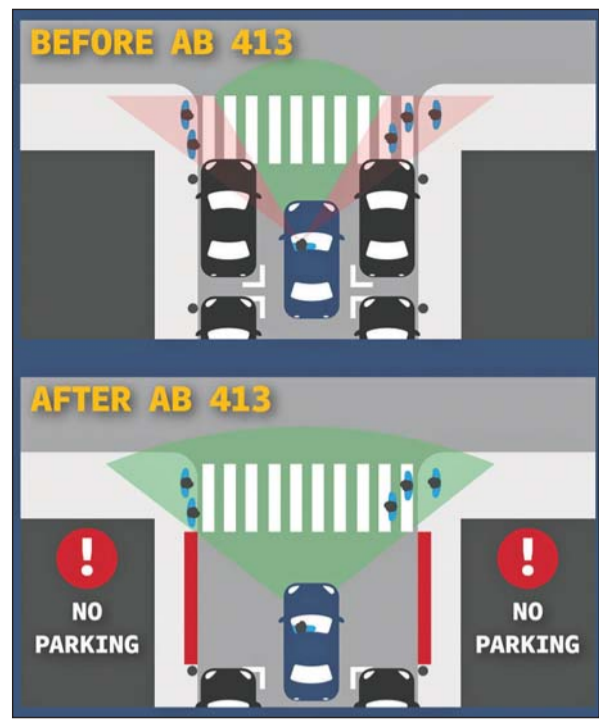 BEFORE AB 413
AFTER AB 413
!
NO
PARKING
!
NO
PARKING